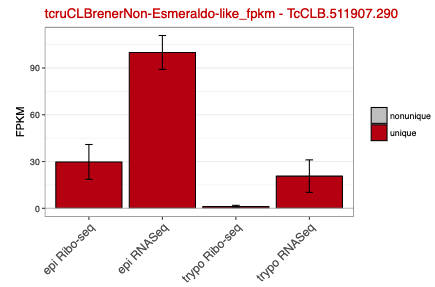 tcruCLBrenerNon-Esmeraldo-like_fpkm - TcCLB.511907.290
FPKM
90
60
30
0
epi Ribo-seq
epi RNASeq
trypo Ribo-seq
trypo RNASeq
nonunique
unique